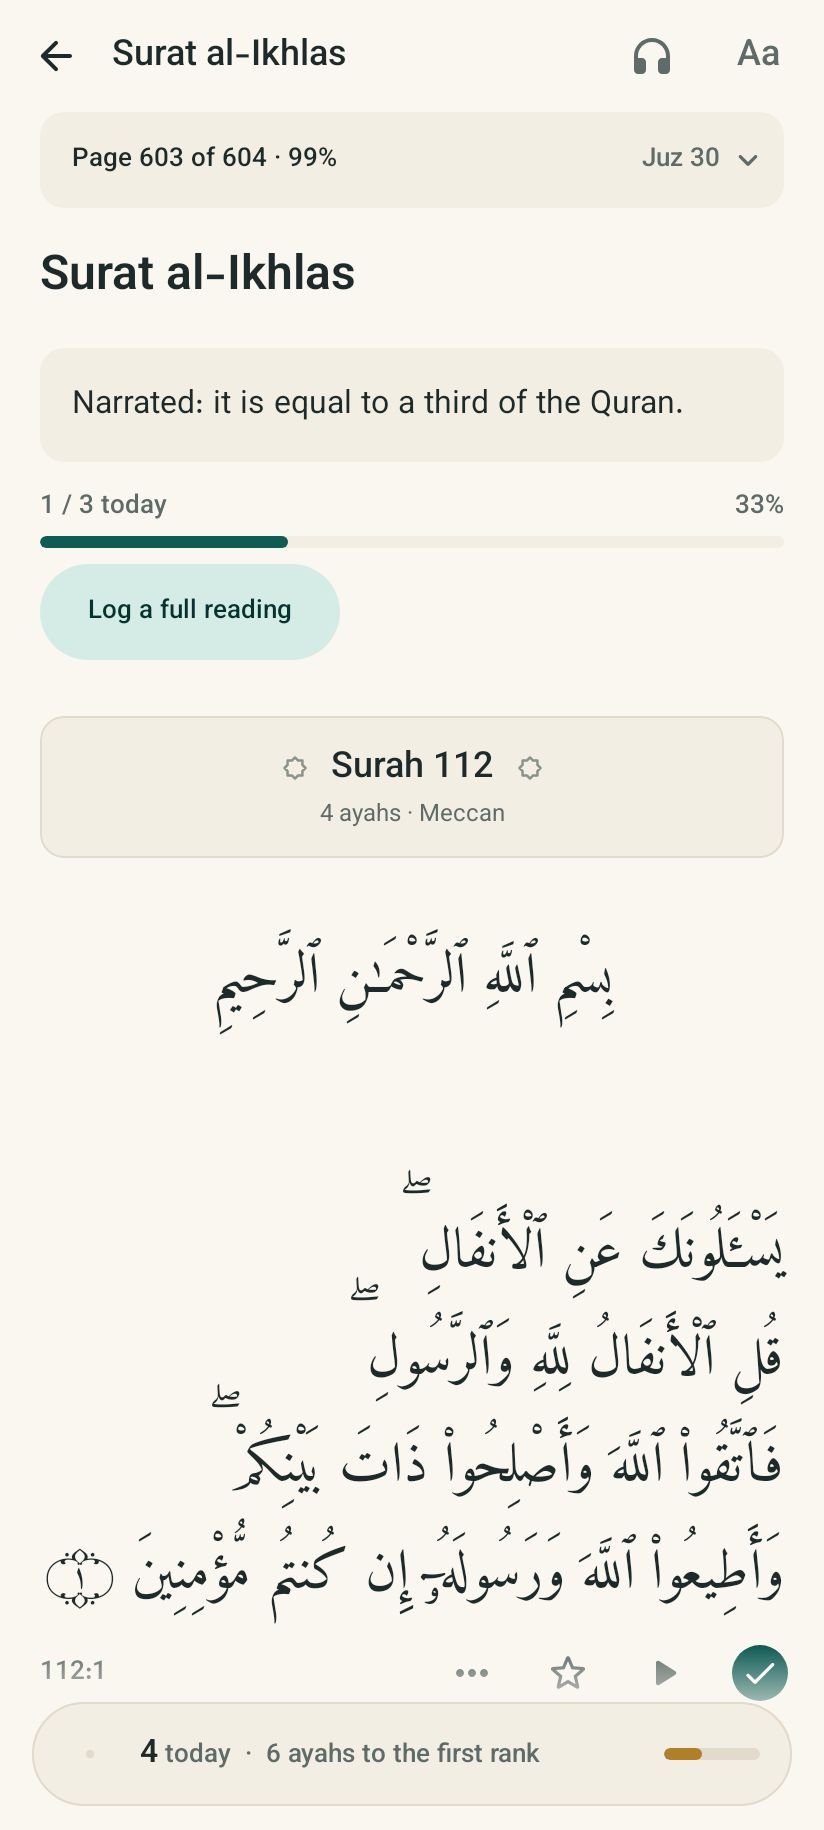 Surat al-Ikhlas
Aa
Page 603 of 604 · 99%
Juz 30
Surat al-Ikhlas
Narrated: it is equal to a third of the Quran.
1 / 3 today
33%
Log a full reading
Surah 112
4 ayahs · Meccan
بِسْمِ ٱللَّهِ ٱلرَّحْمَـٰنِ ٱلرَّحِيمِ
يَسْـَٔلُونَكَ عَنِ ٱلْأَنفَالِ ۖ
قُلِ ٱلْأَنفَالُ لِلَّهِ وَٱلرَّسُولِ ۖ
فَٱتَّقُوا۟ ٱللَّهَ وَأَصْلِحُوا۟ ذَاتَ بَيْنِكُمْ ۖ
وَأَطِيعُوا۟ ٱللَّهَ وَرَسُولَهُۥٓ إِن كُنتُم مُّؤْمِنِينَ ١
112:1
4 today · 6 ayahs to the first rank